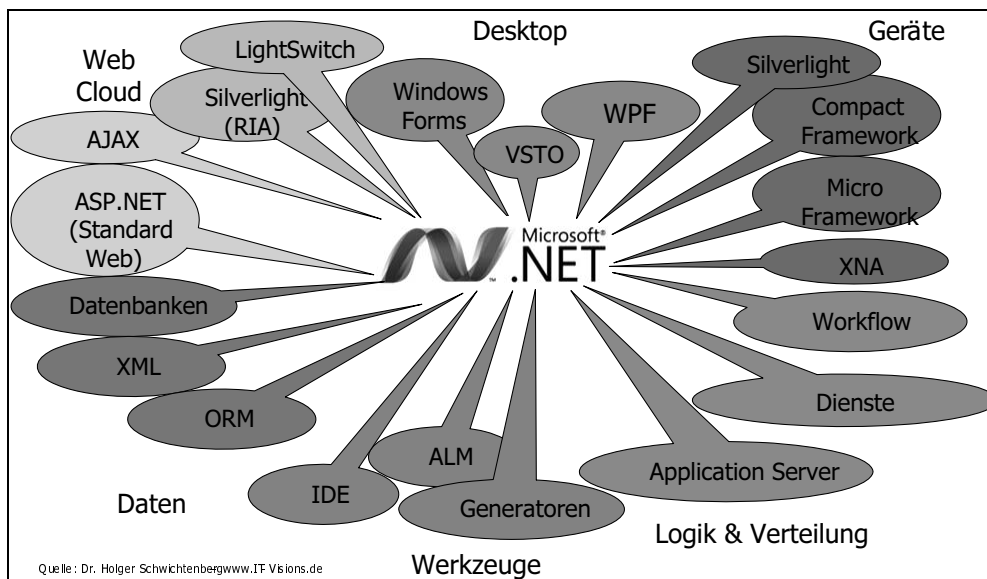 Desktop
Geräte
Web
Cloud
LightSwitch
Silverlight
(RIA)
AJAX
ASP.NET
(Standard
Web)
Windows
Forms
VSTO
WPF
Silverlight
Compact
Framework
Micro
Framework
XNA
Microsoft®
.NET
™
Datenbanken
XML
ORM
Workflow
Dienste
Application Server
ALM
IDE
Generatoren
Daten
Logik & Verteilung
Werkzeuge
Quelle: Dr. Holger Schwichtenbergwww.IT-Visions.de